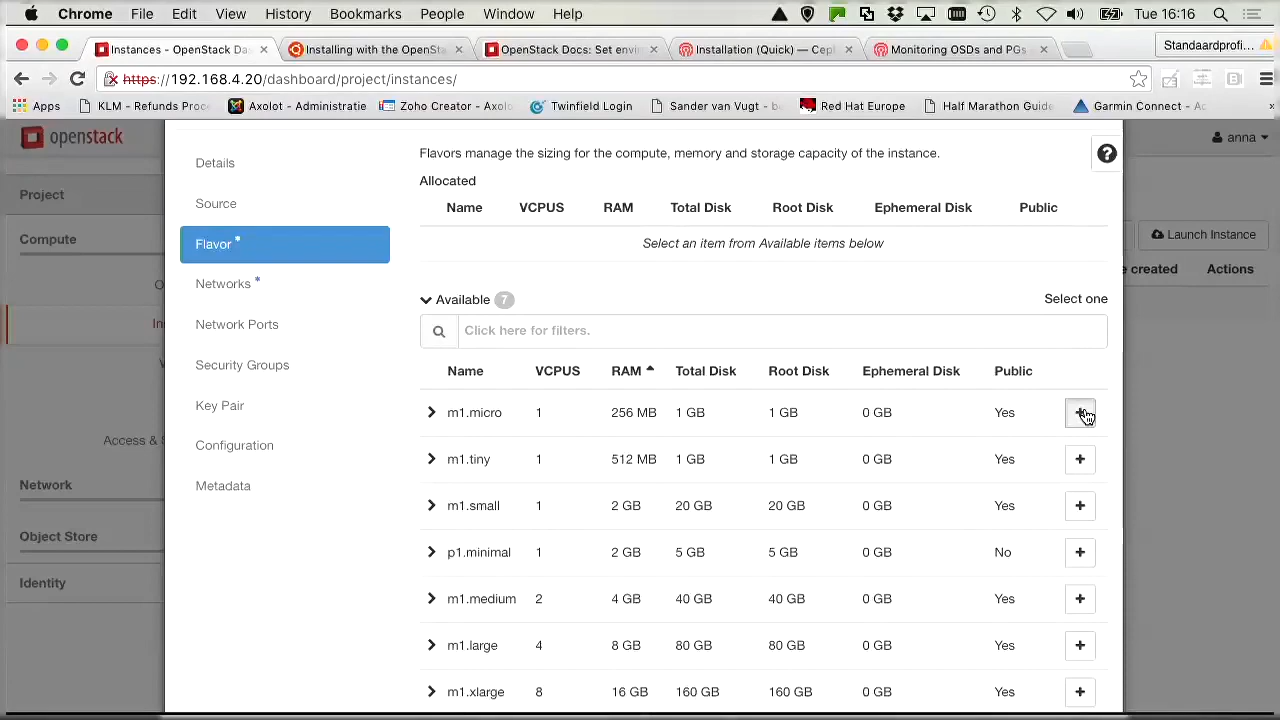 Chrome File Edit View History Bookmarks People Window Help Tue 16:16
Instances - OpenStack Da
Installing with the OpenSt
OpenStack Docs: Set envi
Installation (Quick) — Cep
Monitoring OSDs and PGs
Standaardprofi...
https://192.168.4.20/dashboard/project/instances/
Apps KLM - Refunds Proce Axolot - Administratie Zoho Creator - Axolo Twinfield Login Sander van Vugt - b Red Hat Europe Half Marathon Guide Garmin Connect - Ac
openstack
anna
Project
Compute
Access & S
Network
Object Store
Identity
Launch Instance
e created Actions
Details
Source
Flavor *
Networks *
Network Ports
Security Groups
Key Pair
Configuration
Metadata
Flavors manage the sizing for the compute, memory and storage capacity of the instance.
Allocated
Name VCPUS RAM Total Disk Root Disk Ephemeral Disk Public
Select an item from Available items below
Available 7 Select one
Click here for filters.
Name VCPUS RAM Total Disk Root Disk Ephemeral Disk Public
m1.micro 1 256 MB 1 GB 1 GB 0 GB Yes
m1.tiny 1 512 MB 1 GB 1 GB 0 GB Yes
m1.small 1 2 GB 20 GB 20 GB 0 GB Yes
p1.minimal 1 2 GB 5 GB 5 GB 0 GB No
m1.medium 2 4 GB 40 GB 40 GB 0 GB Yes
m1.large 4 8 GB 80 GB 80 GB 0 GB Yes
m1.xlarge 8 16 GB 160 GB 160 GB 0 GB Yes